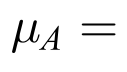 μ_A =